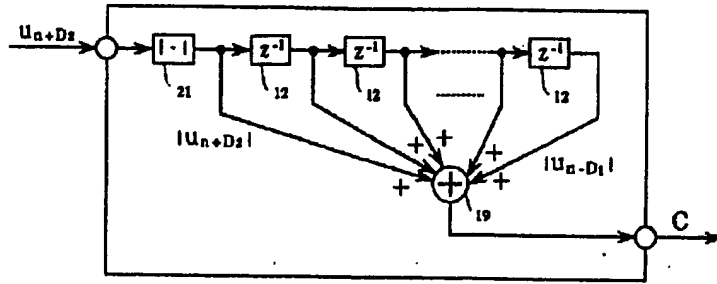 u_{n+D2}
|·|
Z⁻¹
Z⁻¹
Z⁻¹
21
12
12
12
|u_{n+D2}|
|u_{n-D1}|
+ + + + +
+
19
C